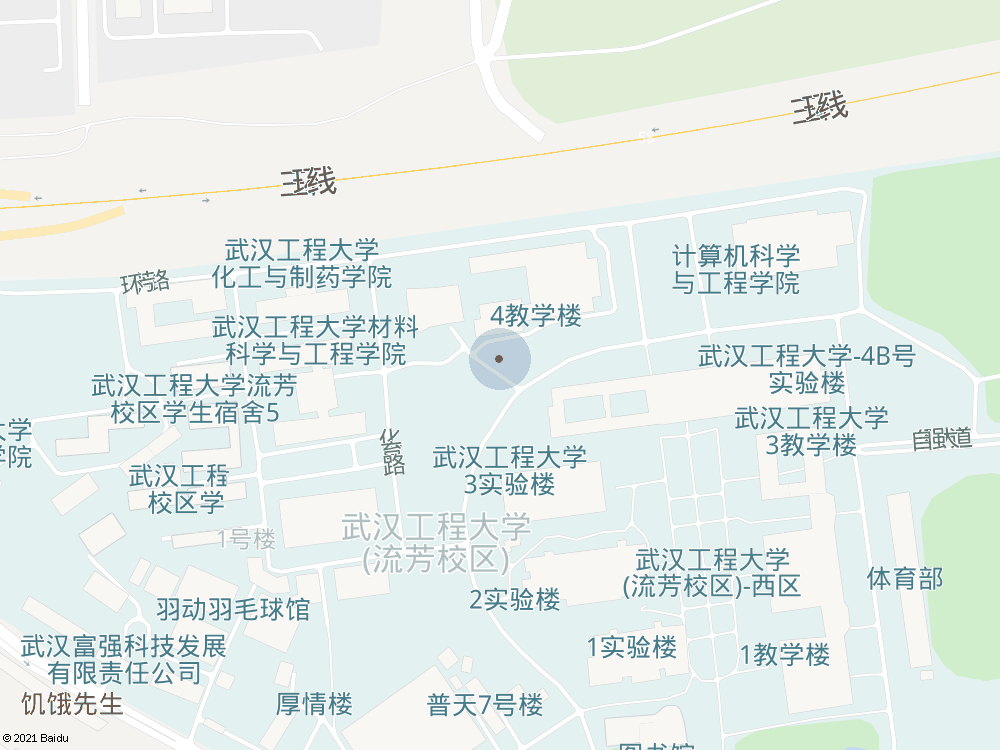 三环线
三环线
武汉工程大学
化工与制药学院
计算机科学
与工程学院
4教学楼
武汉工程大学材料
科学与工程学院
武汉工程大学-4B号
实验楼
武汉工程大学流芳
校区学生宿舍5
武汉工程大学
3教学楼
自强大道
化育路
大学
学院
武汉工程大学
3实验楼
武汉工程
校区学
1号楼
武汉工程大学
(流芳校区)
武汉工程大学
(流芳校区)-西区
体育部
2实验楼
羽动羽毛球馆
1实验楼
1教学楼
武汉富强科技发展
有限责任公司
饥饿先生
厚情楼
普天7号楼
图书馆
© 2021 Baidu